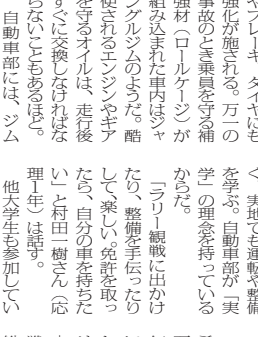 やブレーキ、タイヤにも
強化が施される。万一の
事故のとき乗員を守る補
強材（ロールケージ）が
組み込まれた車内はジャ
ングルジムのようだ。酷
使されるエンジンやギア
を守るオイルは、走行後
すぐに交換しなければな
らないこともあるほど。
自動車部には、ジム
く、実地でも運転や整備
を学ぶ。自動車部が「実
学」の理念を持っている
からだ。
「ラリー観戦に出かけ
たり、整備を手伝ったり
して、楽しい。免許を取っ
たら、自分の車を持ちた
い」と村田一樹さん（応
理１年）は話す。
他大学生も参加してい